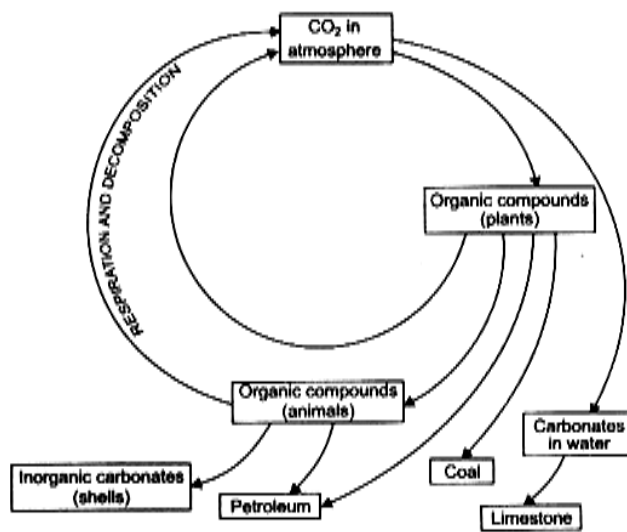 CO₂ in
atmosphere
RESPIRATION AND DECOMPOSITION
Organic compounds
(plants)
Organic compounds
(animals)
Carbonates
in water
Inorganic carbonates
(shells)
Petroleum
Coal
Limestone